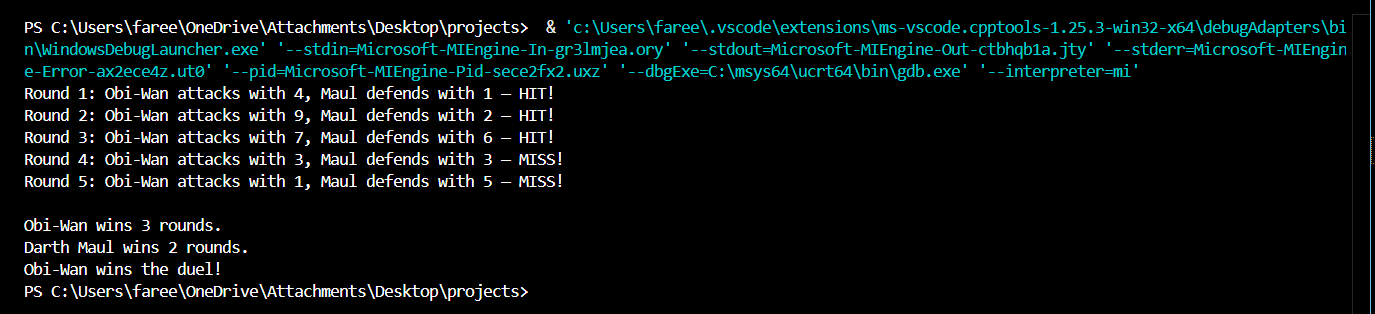 PS C:\Users\faree\OneDrive\Attachments\Desktop\projects>  & 'c:\Users\faree\.vscode\extensions\ms-vscode.cpptools-1.25.3-win32-x64\debugAdapters\bi
n\WindowsDebugLauncher.exe' '--stdin=Microsoft-MIEngine-In-gr3lmjea.ory' '--stdout=Microsoft-MIEngine-Out-ctbhqb1a.jty' '--stderr=Microsoft-MIEngin
e-Error-ax2ece4z.ut0' '--pid=Microsoft-MIEngine-Pid-sece2fx2.uxz' '--dbgExe=C:\msys64\ucrt64\bin\gdb.exe' '--interpreter=mi'
Round 1: Obi-Wan attacks with 4, Maul defends with 1 — HIT!
Round 2: Obi-Wan attacks with 9, Maul defends with 2 — HIT!
Round 3: Obi-Wan attacks with 7, Maul defends with 6 — HIT!
Round 4: Obi-Wan attacks with 3, Maul defends with 3 — MISS!
Round 5: Obi-Wan attacks with 1, Maul defends with 5 — MISS!

Obi-Wan wins 3 rounds.
Darth Maul wins 2 rounds.
Obi-Wan wins the duel!
PS C:\Users\faree\OneDrive\Attachments\Desktop\projects>